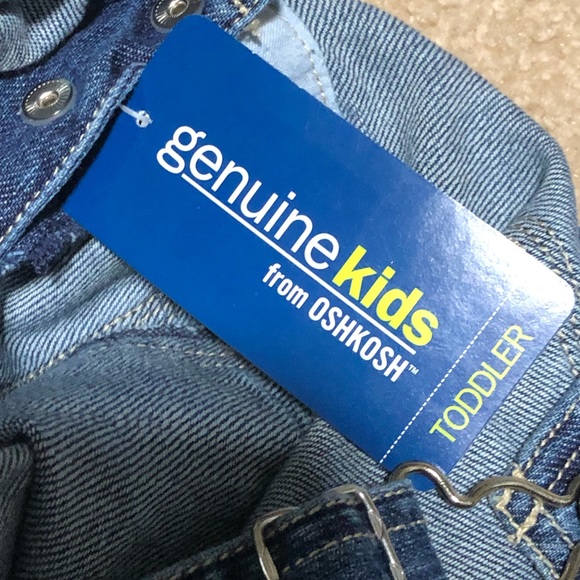 genuine kids
from OSHKOSH™
TODDLER